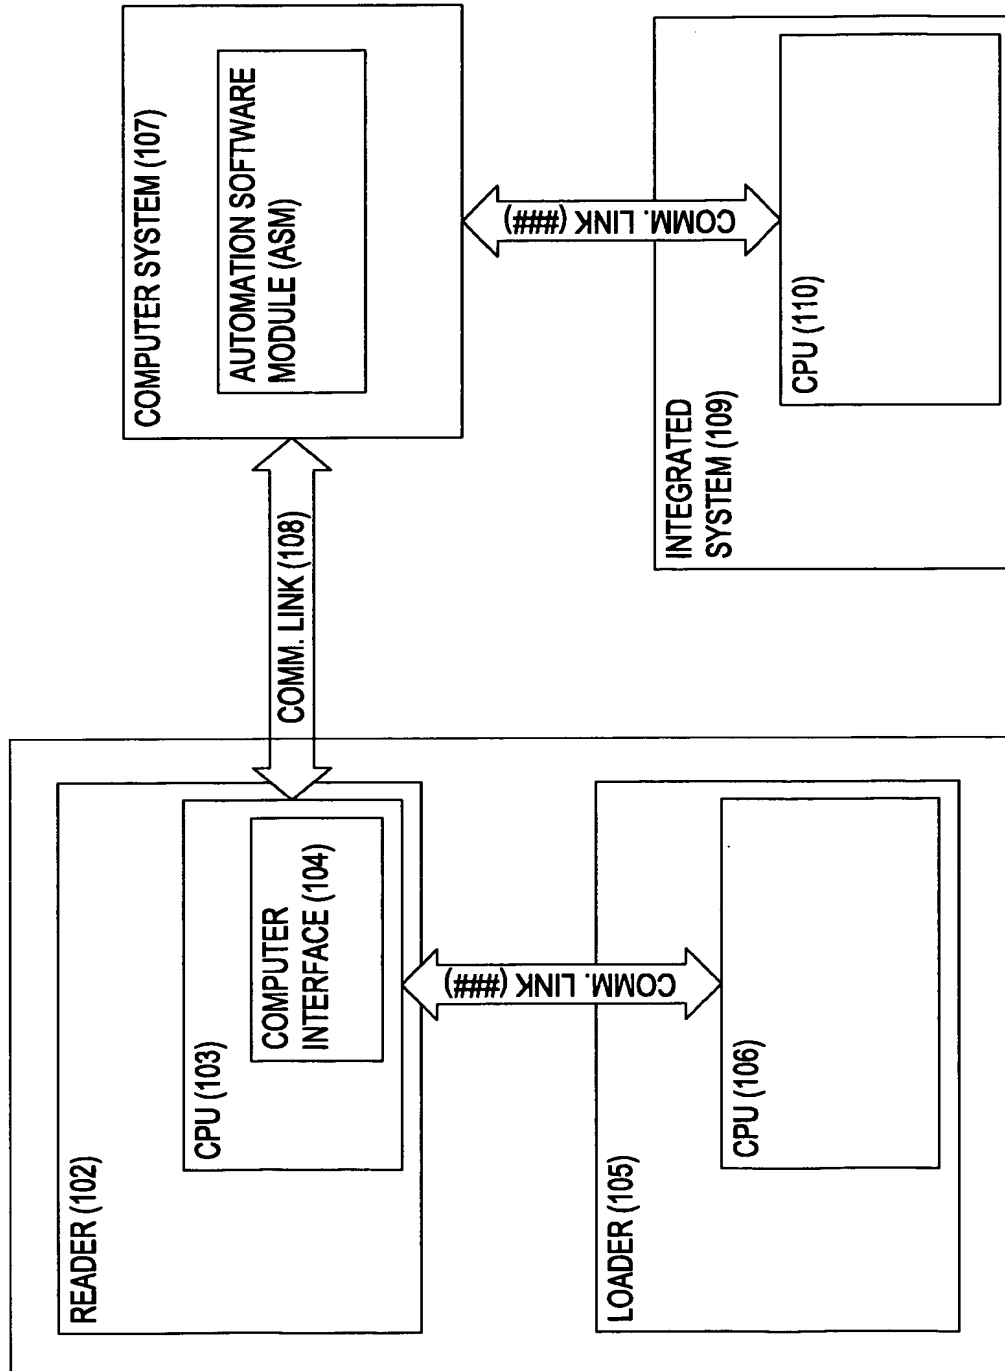 READER (102)
CPU (103)
COMPUTER
INTERFACE (104)
COMM. LINK (108)
COMPUTER SYSTEM (107)
AUTOMATION SOFTWARE
MODULE (ASM)
COMM. LINK (###)
COMM. LINK (###)
LOADER (105)
CPU (106)
INTEGRATED
SYSTEM (109)
CPU (110)